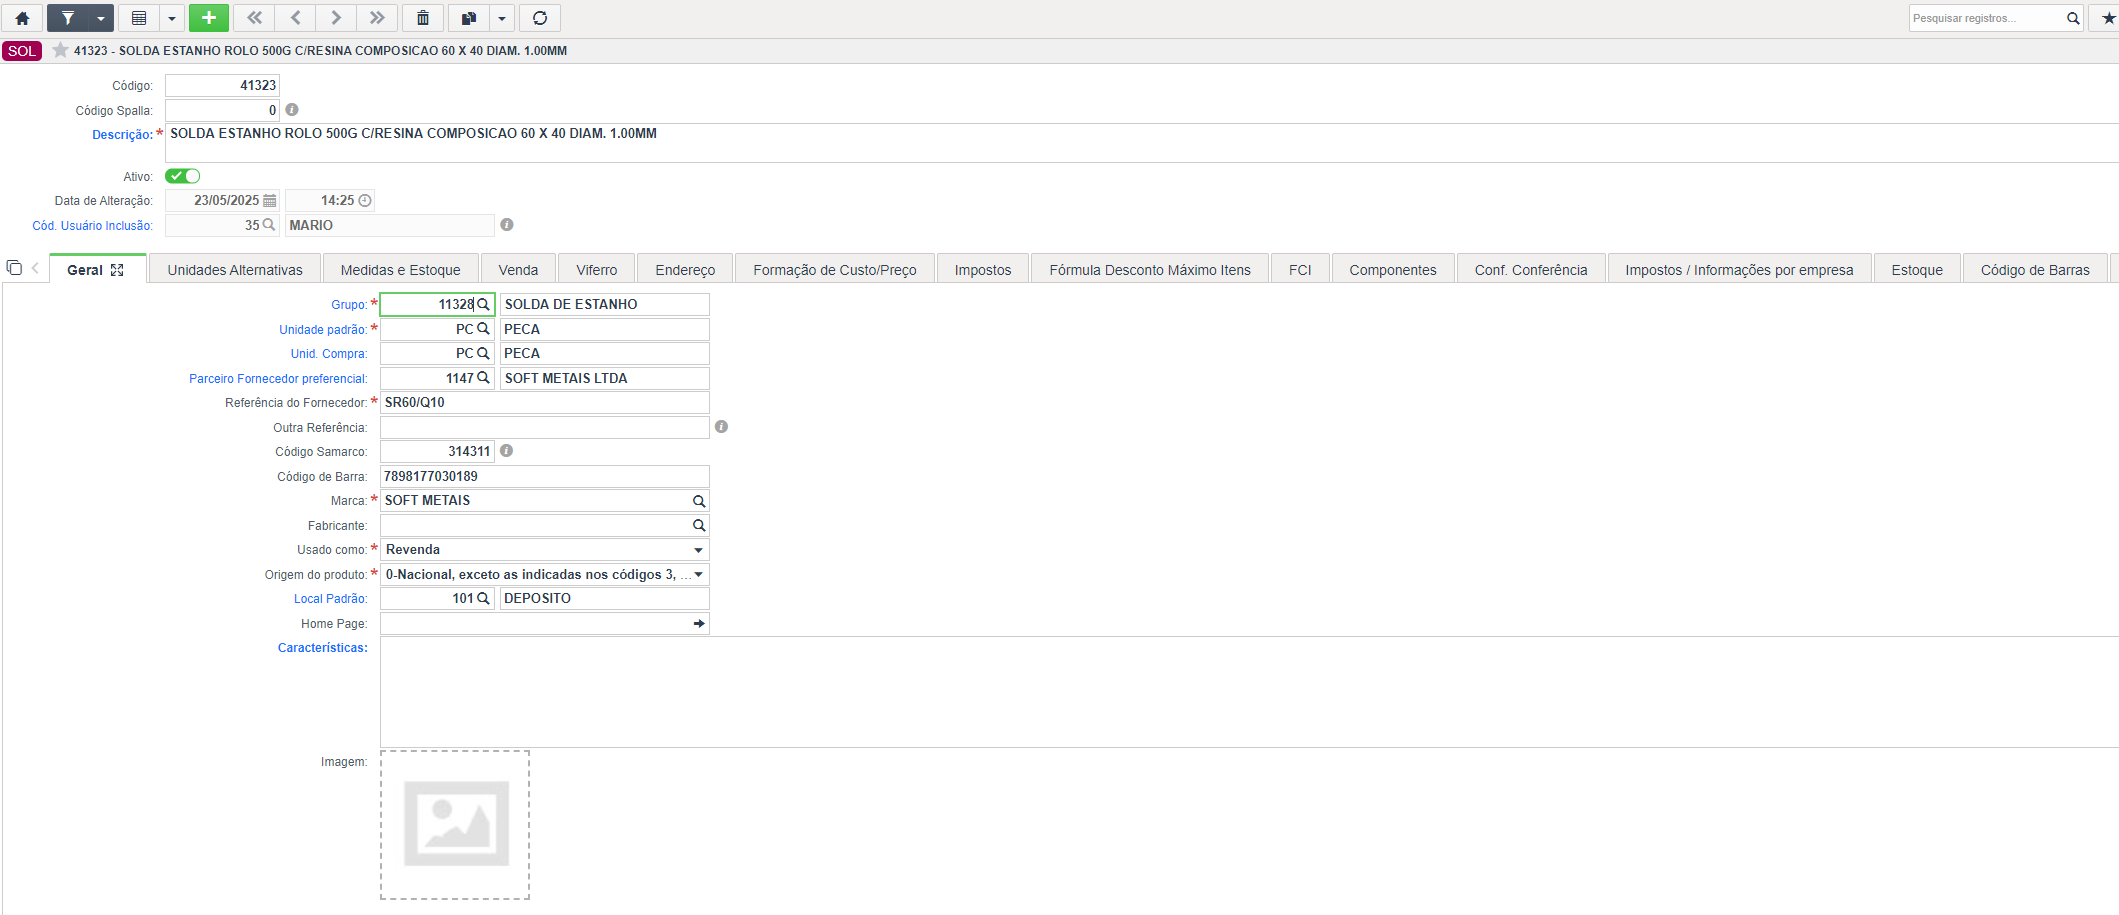 Pesquisar registros...
SOL 41323 - SOLDA ESTANHO ROLO 500G C/RESINA COMPOSICAO 60 X 40 DIAM. 1.00MM
Código: 41323
Código Spalla: 0
Descrição: * SOLDA ESTANHO ROLO 500G C/RESINA COMPOSICAO 60 X 40 DIAM. 1.00MM
Ativo:
Data de Alteração: 23/05/2025 14:25
Cód. Usuário Inclusão: 35 MARIO
Geral Unidades Alternativas Medidas e Estoque Venda Viferro Endereço Formação de Custo/Preço Impostos Fórmula Desconto Máximo Itens FCI Componentes Conf. Conferência Impostos / Informações por empresa Estoque Código de Barras
Grupo: * 11328 SOLDA DE ESTANHO
Unidade padrão: * PC PECA
Unid. Compra: PC PECA
Parceiro Fornecedor preferencial: 1147 SOFT METAIS LTDA
Referência do Fornecedor: * SR60/Q10
Outra Referência:
Código Samarco: 314311
Código de Barra: 7898177030189
Marca: * SOFT METAIS
Fabricante:
Usado como: * Revenda
Origem do produto: * 0-Nacional, exceto as indicadas nos códigos 3, ...
Local Padrão: 101 DEPOSITO
Home Page:
Características:
Imagem: